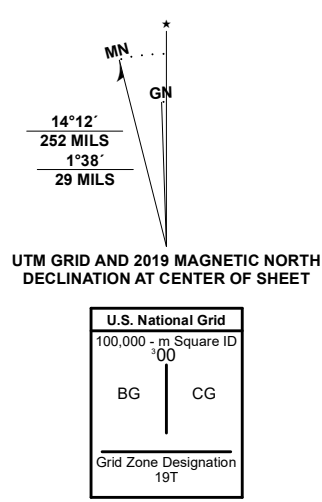 ★
MN
GN
14°12´
252 MILS
1°38´
29 MILS
UTM GRID AND 2019 MAGNETIC NORTH
DECLINATION AT CENTER OF SHEET
U.S. National Grid
100,000 - m Square ID
³00
BG CG
Grid Zone Designation
19T